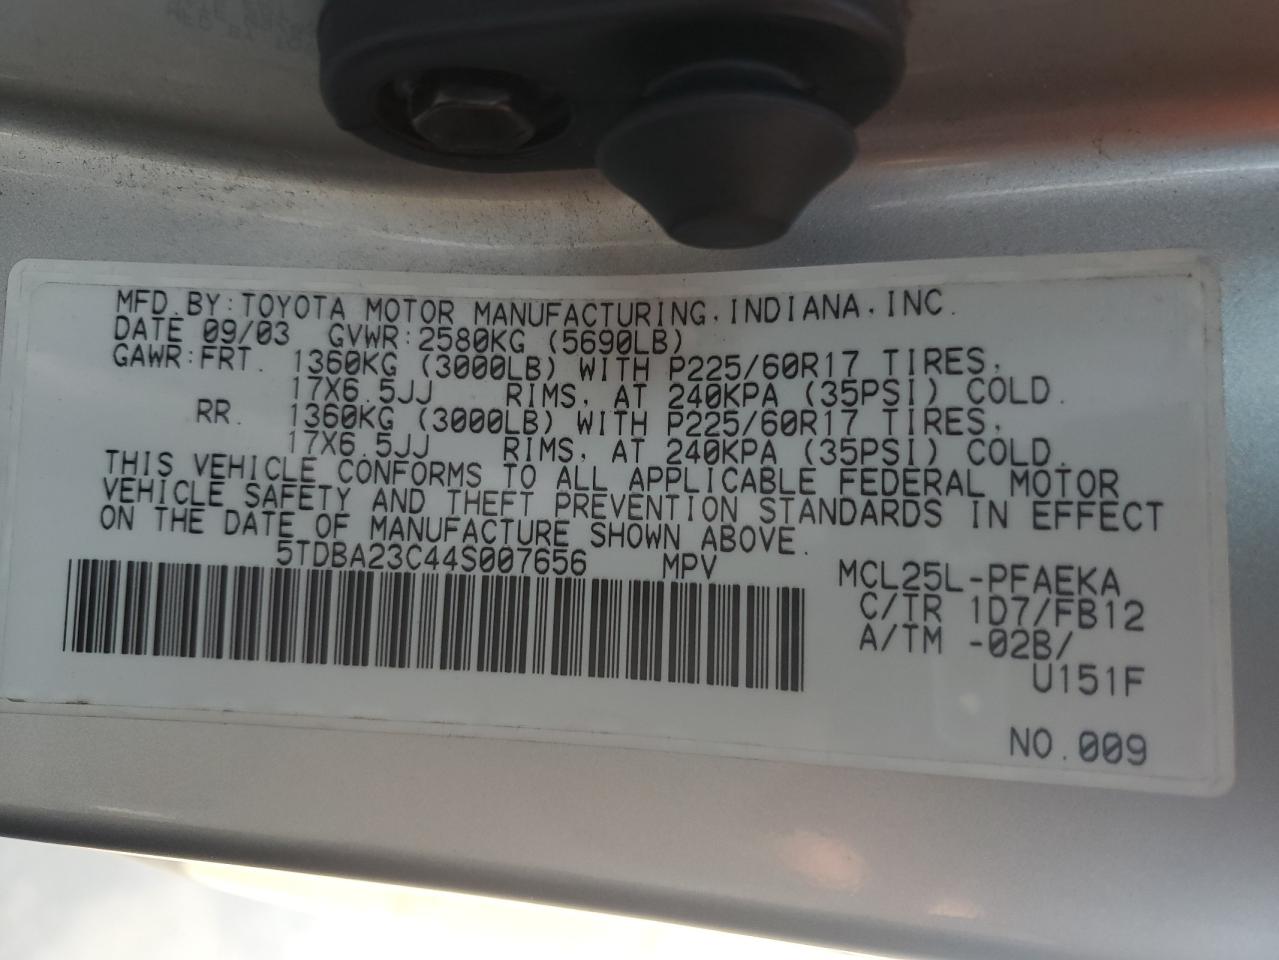 MFD.BY:TOYOTA MOTOR MANUFACTURING,INDIANA,INC.
DATE 09/03 GVWR:2580KG (5690LB)
GAWR:FRT. 1360KG (3000LB) WITH P225/60R17 TIRES,
17X6.5JJ RIMS, AT 240KPA (35PSI) COLD.
RR. 1360KG (3000LB) WITH P225/60R17 TIRES,
17X6.5JJ RIMS, AT 240KPA (35PSI) COLD.
THIS VEHICLE CONFORMS TO ALL APPLICABLE FEDERAL MOTOR
VEHICLE SAFETY AND THEFT PREVENTION STANDARDS IN EFFECT
ON THE DATE OF MANUFACTURE SHOWN ABOVE.
5TDBA23C44S007656 MPV
MCL25L-PFAEKA
C/TR 1D7/FB12
A/TM -02B/
U151F
NO.009